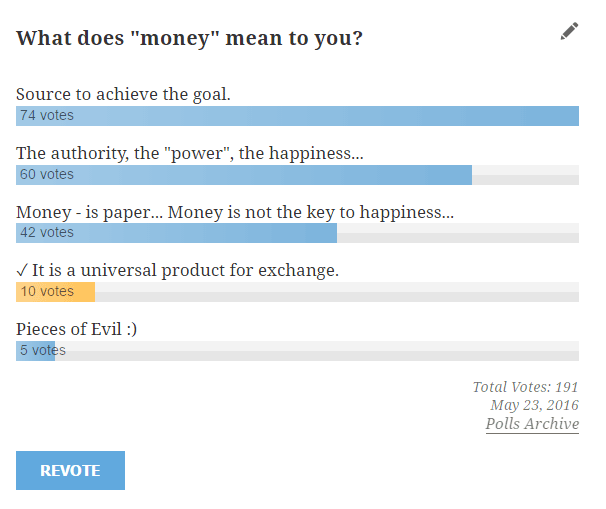 What does "money" mean to you?
Source to achieve the goal.
74 votes
The authority, the "power", the happiness...
60 votes
Money - is paper... Money is not the key to happiness...
42 votes
✓ It is a universal product for exchange.
10 votes
Pieces of Evil :)
5 votes
Total Votes: 191
May 23, 2016
Polls Archive
REVOTE